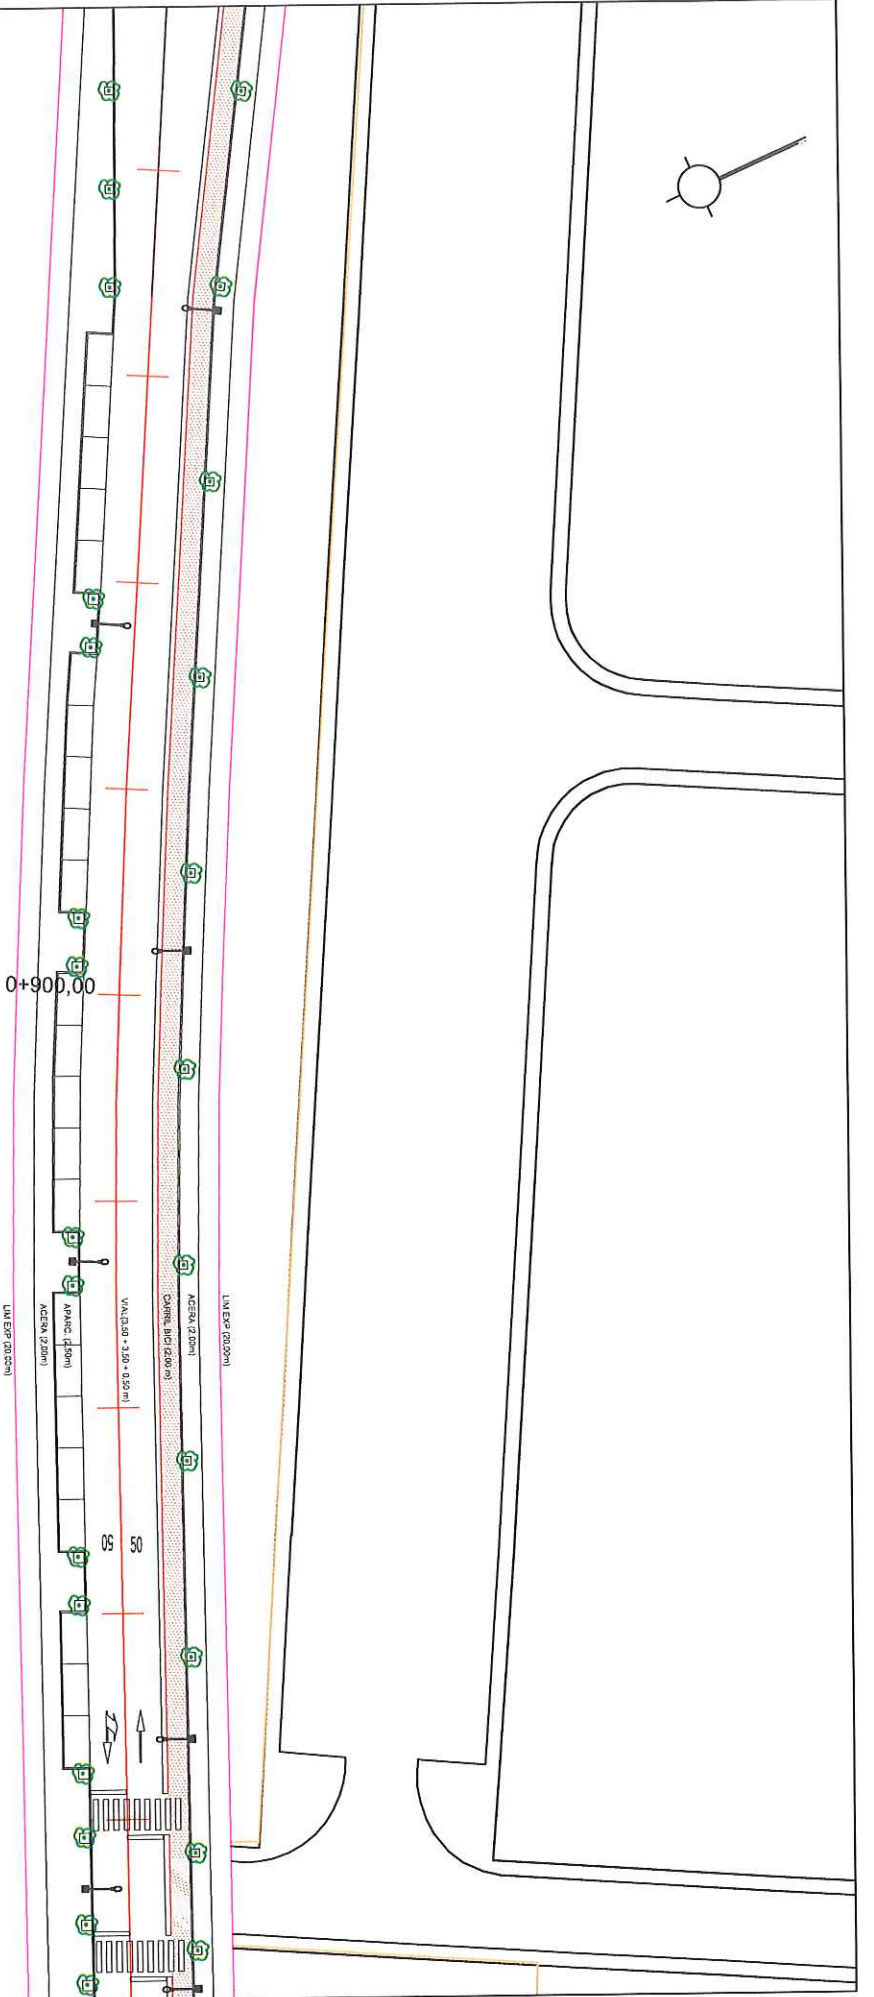 0+900,00
LIM EXP (20,00m)
ACERA (2,00m)
CARRIL BICI (2,00 m)
VIAL(3,50 + 3,50 + 0,50 m)
APARC. (2,50m)
ACERA (2,00m)
LIM EXP (20,00m)
50
50